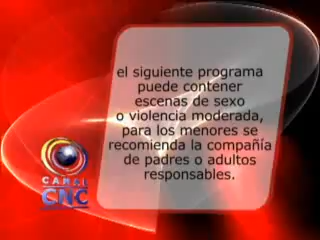 el siguiente programa
puede contener
escenas de sexo
o violencia moderada,
para los menores se
recomienda la compañía
de padres o adultos
responsables.
CANAL
CNC